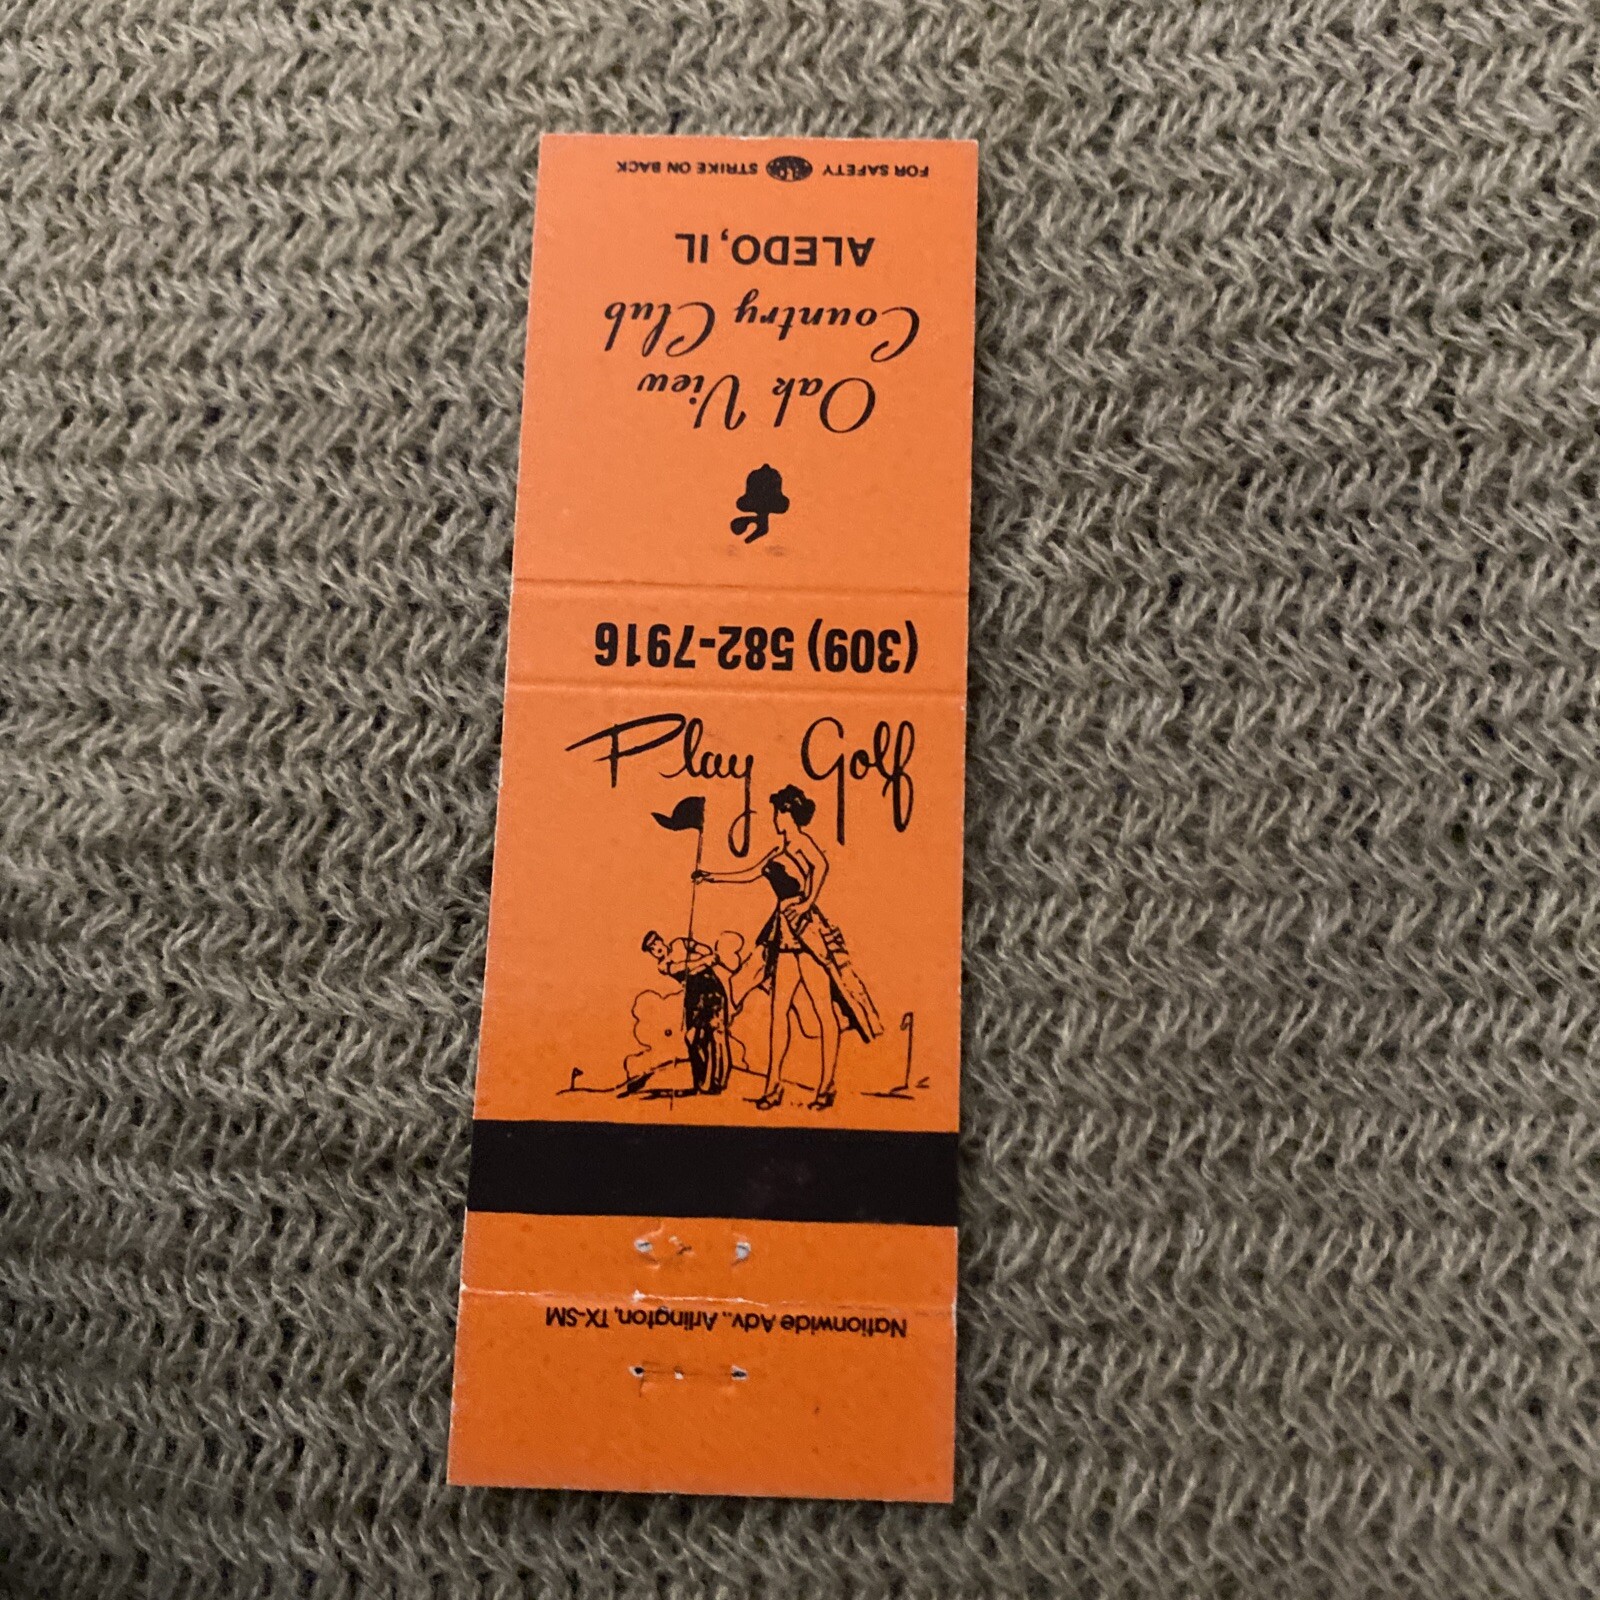 FOR SAFETY STRIKE ON BACK
Oak View
Country Club
ALEDO, IL
(309) 582-7916
Play Golf
Nationwide Adv., Arlington, TX-SM